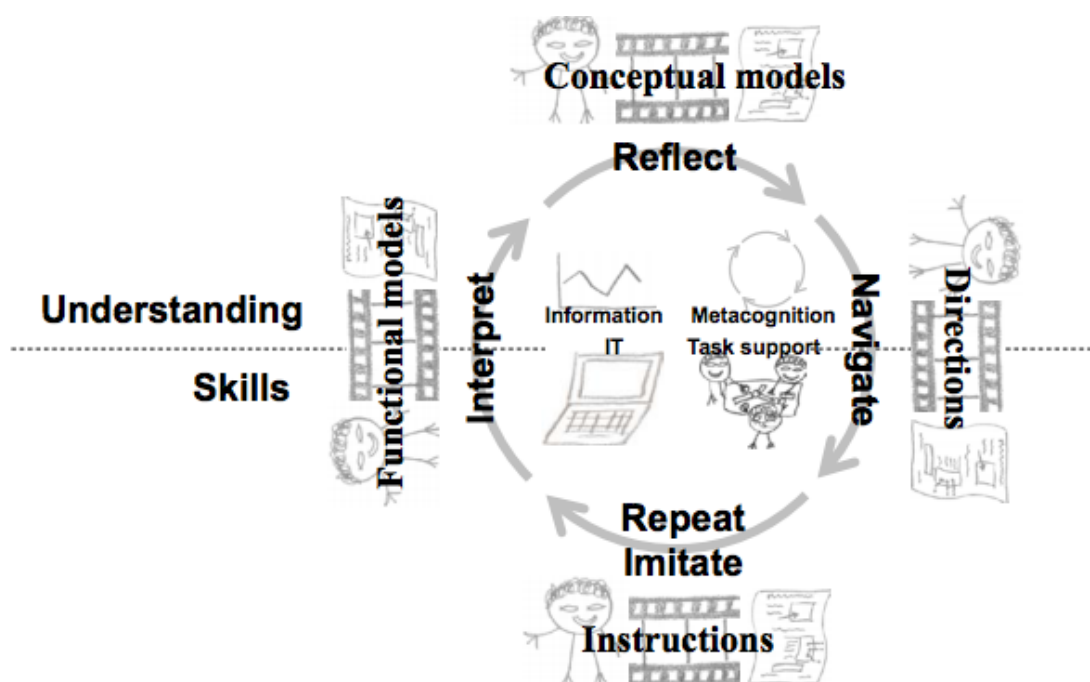 Conceptual models
Reflect
Functional models
Interpret
Understanding
Skills
Information
IT
Metacognition
Task support
Navigate
Directions
Repeat
Imitate
Instructions